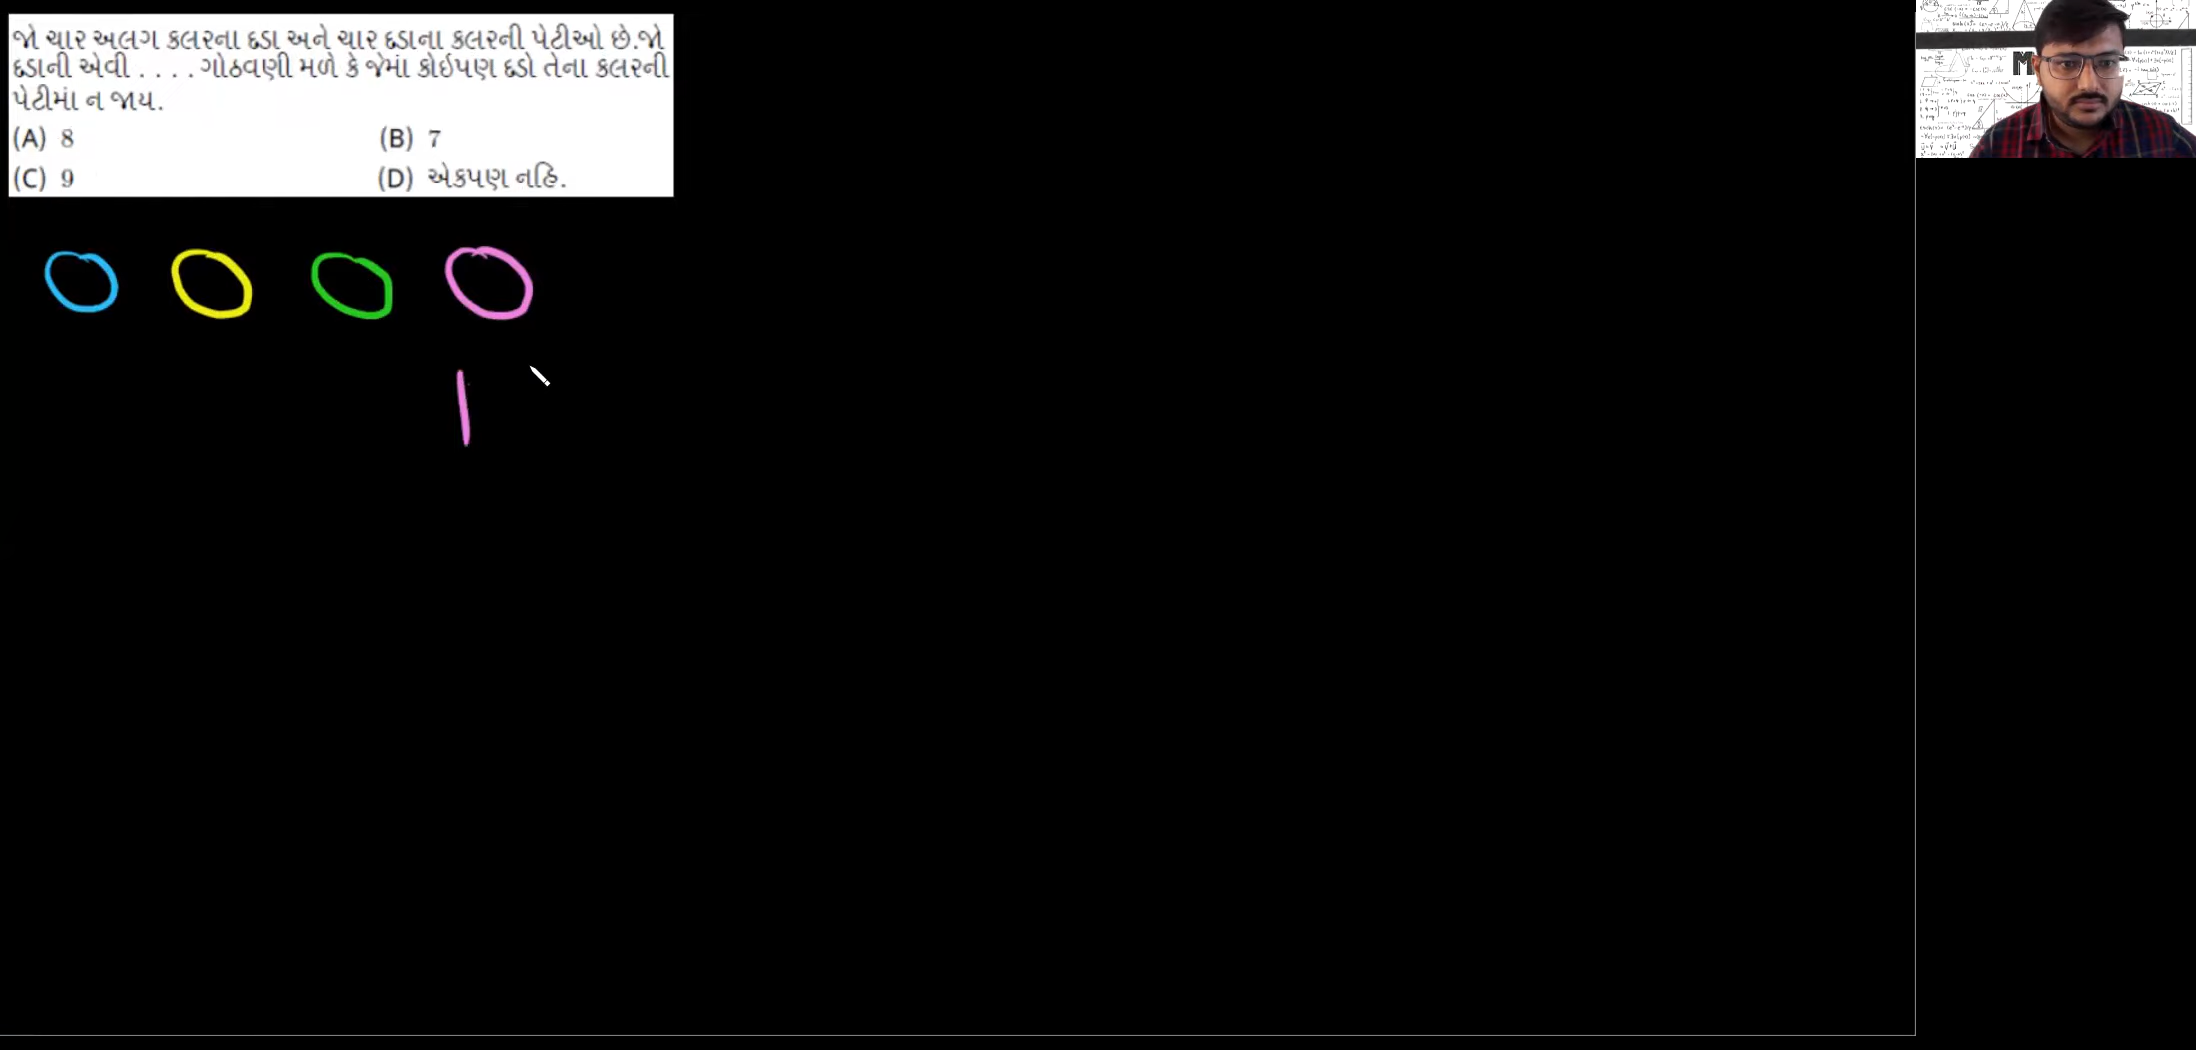 જો ચાર અલગ કલરના દડા અને ચાર દડાના કલરની પેટીઓ છે.જો
દડાની એવી . . . . ગોઠવણી મળે કે જેમાં કોઈપણ દડો તેના કલરની
પેટીમાં ન જાય.
(A) 8 (B) 7
(C) 9 (D) એકપણ નહિ.
M